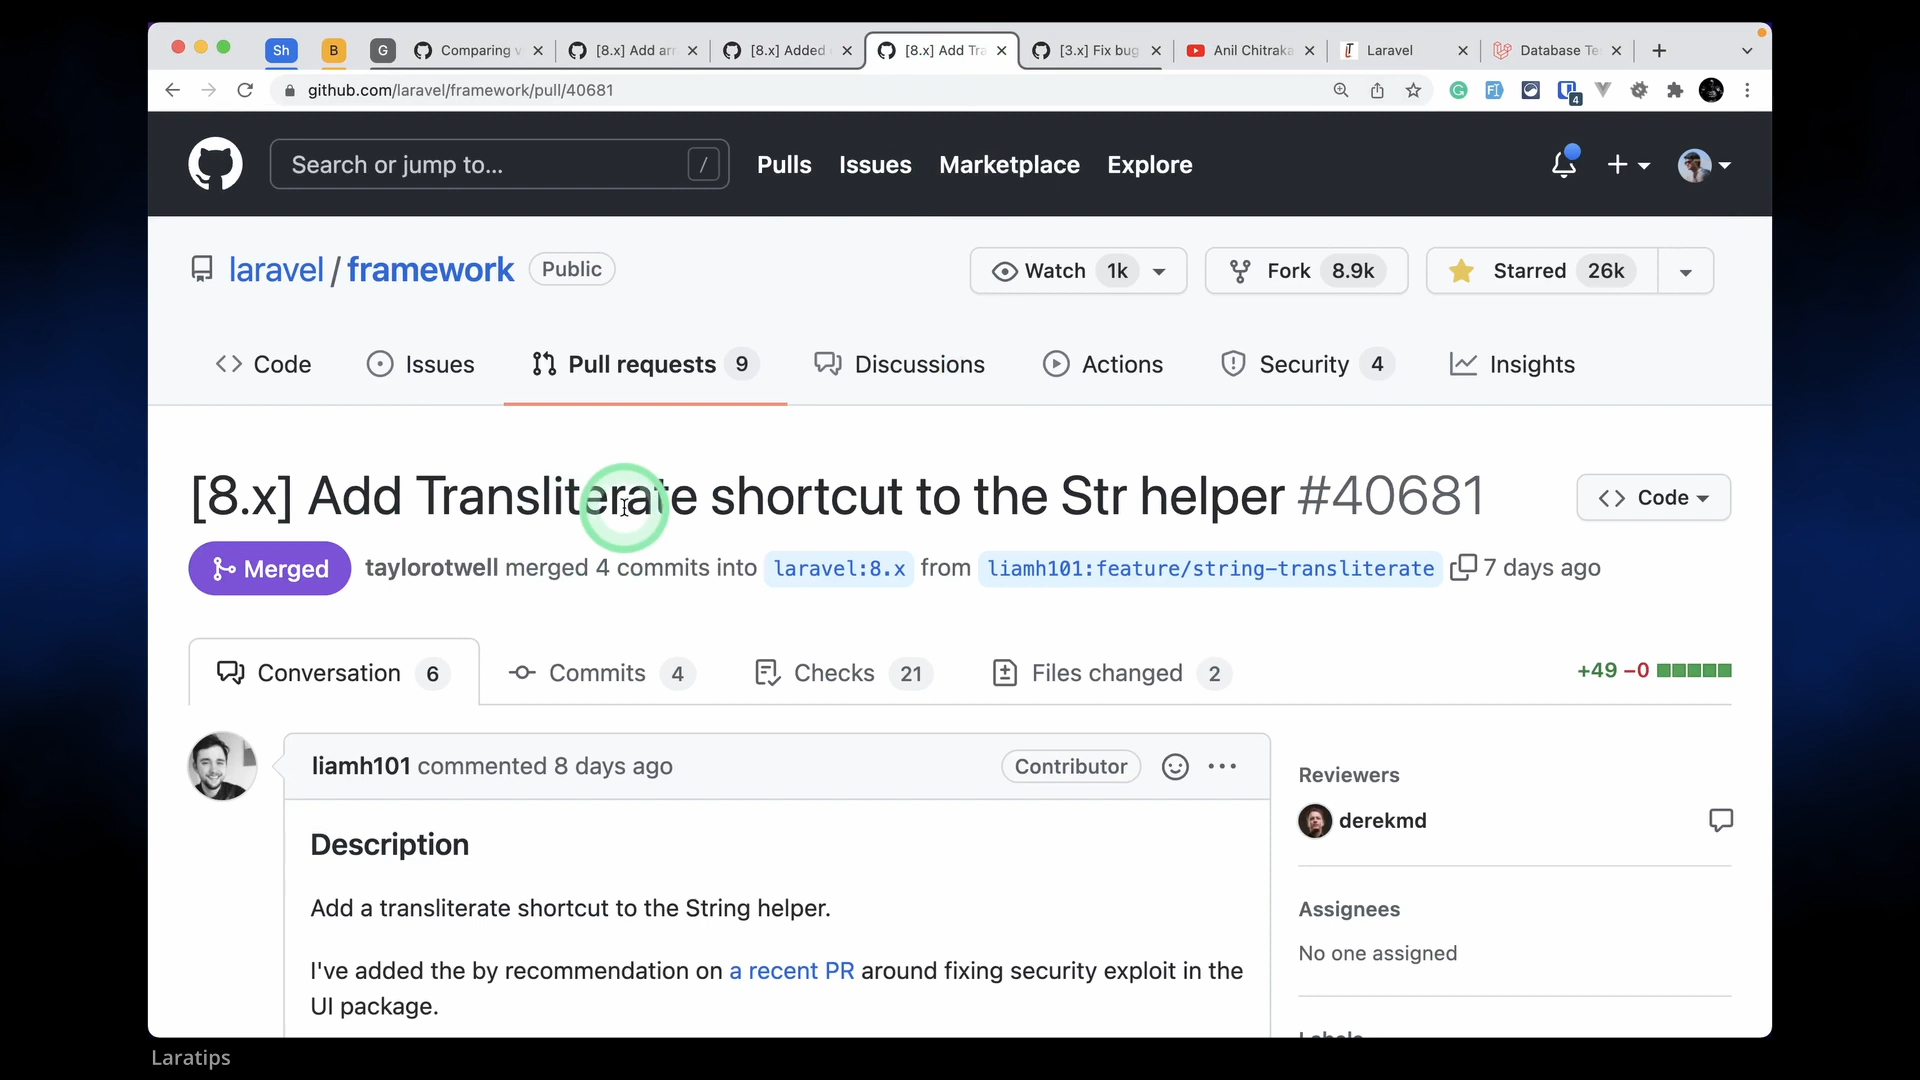 Sh
B
G
Comparing v
[8.x] Add arr
[8.x] Added
[8.x] Add Tra
[3.x] Fix bug
Anil Chitraka
Laravel
Database Te
github.com/laravel/framework/pull/40681
4
Search or jump to...
/
Pulls
Issues
Marketplace
Explore
laravel / framework
Public
Watch 1k
Fork 8.9k
Starred 26k
Code
Issues
Pull requests 9
Discussions
Actions
Security 4
Insights
[8.x] Add Transliterate shortcut to the Str helper #40681
Code
Merged
taylorotwell merged 4 commits into laravel:8.x from liamh101:feature/string-transliterate 7 days ago
Conversation 6
Commits 4
Checks 21
Files changed 2
+49 −0
liamh101 commented 8 days ago
Contributor
Description
Add a transliterate shortcut to the String helper.
I've added the by recommendation on a recent PR around fixing security exploit in the
UI package.
Reviewers
derekmd
Assignees
No one assigned
Labels
Laratips